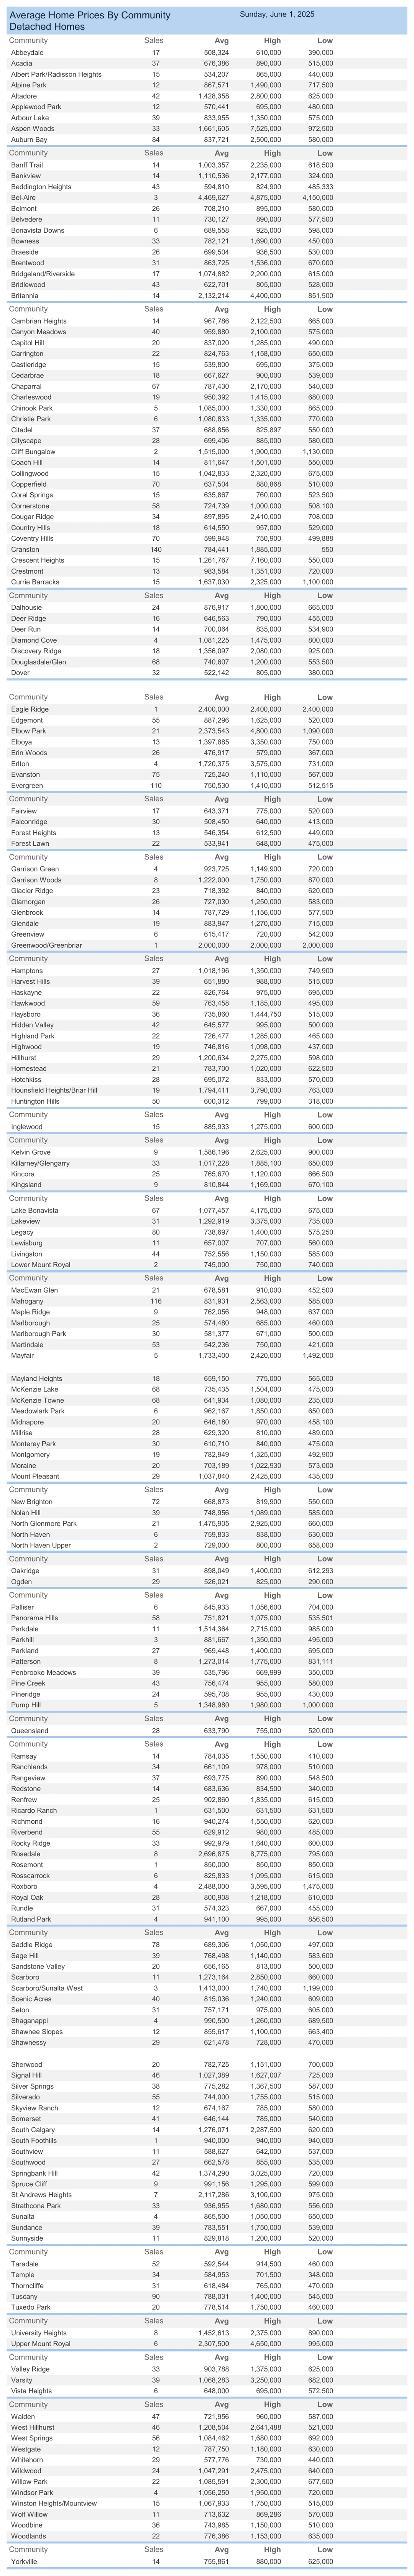 Average Home Prices By Community Sunday, June 1, 2025
Detached Homes
Community Sales Avg High Low
Abbeydale 17 508,324 610,000 390,000
Acadia 37 676,386 890,000 515,000
Albert Park/Radisson Heights 15 534,207 865,000 440,000
Alpine Park 12 867,571 1,490,000 717,500
Altadore 42 1,428,358 2,800,000 625,000
Applewood Park 12 570,441 695,000 480,000
Arbour Lake 39 833,955 1,350,000 575,000
Aspen Woods 33 1,661,605 7,525,000 972,500
Auburn Bay 84 837,721 2,500,000 580,000
Community Sales Avg High Low
Banff Trail 14 1,003,357 2,235,000 618,500
Bankview 14 1,110,536 2,177,000 324,000
Beddington Heights 43 594,810 824,900 485,333
Bel-Aire 3 4,469,627 4,875,000 4,150,000
Belmont 26 708,210 895,000 580,000
Belvedere 11 730,127 890,000 577,500
Bonavista Downs 6 689,558 925,000 598,000
Bowness 33 782,121 1,690,000 450,000
Braeside 26 699,504 936,500 530,000
Brentwood 31 863,725 1,536,000 670,000
Bridgeland/Riverside 17 1,074,882 2,200,000 615,000
Bridlewood 43 622,701 805,000 528,000
Britannia 14 2,132,214 4,400,000 851,500
Community Sales Avg High Low
Cambrian Heights 14 967,786 2,122,500 665,000
Canyon Meadows 40 959,880 2,100,000 575,000
Capitol Hill 20 837,020 1,285,000 490,000
Carrington 22 824,763 1,158,000 650,000
Castleridge 15 539,800 695,000 375,000
Cedarbrae 18 667,627 900,000 539,000
Chaparral 67 787,430 2,170,000 540,000
Charleswood 19 950,392 1,415,000 680,000
Chinook Park 5 1,085,000 1,330,000 865,000
Christie Park 6 1,080,833 1,335,000 770,000
Citadel 37 688,856 825,897 550,000
Cityscape 28 699,406 885,000 580,000
Cliff Bungalow 2 1,515,000 1,900,000 1,130,000
Coach Hill 14 811,647 1,501,000 550,000
Collingwood 15 1,042,833 2,320,000 675,000
Copperfield 70 637,504 880,868 510,000
Coral Springs 15 635,867 760,000 523,500
Cornerstone 58 724,739 1,000,000 508,100
Cougar Ridge 34 897,895 2,410,000 708,000
Country Hills 18 614,550 957,000 529,000
Coventry Hills 70 599,948 750,900 499,888
Cranston 140 784,441 1,885,000 550
Crescent Heights 15 1,261,767 7,160,000 550,000
Crestmont 13 983,584 1,351,000 720,000
Currie Barracks 15 1,637,030 2,325,000 1,100,000
Community Sales Avg High Low
Dalhousie 24 876,917 1,800,000 665,000
Deer Ridge 16 646,563 790,000 455,000
Deer Run 14 700,064 835,000 534,900
Diamond Cove 4 1,081,225 1,475,000 800,000
Discovery Ridge 18 1,356,097 2,080,000 925,000
Douglasdale/Glen 68 740,607 1,200,000 553,500
Dover 32 522,142 805,000 380,000
Community Sales Avg High Low
Eagle Ridge 1 2,400,000 2,400,000 2,400,000
Edgemont 55 887,296 1,625,000 520,000
Elbow Park 21 2,373,543 4,800,000 1,090,000
Elboya 13 1,397,885 3,350,000 750,000
Erin Woods 26 476,917 579,000 367,000
Erlton 4 1,720,375 3,575,000 731,000
Evanston 75 725,240 1,110,000 567,000
Evergreen 110 750,530 1,410,000 512,515
Community Sales Avg High Low
Fairview 17 643,371 775,000 520,000
Falconridge 30 508,450 640,000 413,000
Forest Heights 13 546,354 612,500 449,000
Forest Lawn 22 533,941 648,000 475,000
Community Sales Avg High Low
Garrison Green 4 923,725 1,149,900 720,000
Garrison Woods 8 1,222,000 1,750,000 870,000
Glacier Ridge 23 718,392 840,000 620,000
Glamorgan 26 727,030 1,250,000 583,000
Glenbrook 14 787,729 1,156,000 577,500
Glendale 19 883,947 1,270,000 715,000
Greenview 6 615,417 720,000 542,000
Greenwood/Greenbriar 1 2,000,000 2,000,000 2,000,000
Community Sales Avg High Low
Hamptons 27 1,018,196 1,350,000 749,900
Harvest Hills 39 651,880 988,000 515,000
Haskayne 22 826,764 975,000 695,000
Hawkwood 59 763,458 1,185,000 495,000
Haysboro 36 735,860 1,444,750 515,000
Hidden Valley 42 645,577 995,000 500,000
Highland Park 22 726,477 1,285,000 465,000
Highwood 19 746,816 1,098,000 437,000
Hillhurst 29 1,200,634 2,275,000 598,000
Homestead 21 783,700 1,020,000 622,500
Hotchkiss 28 695,072 833,000 570,000
Hounsfield Heights/Briar Hill 19 1,794,411 3,790,000 763,000
Huntington Hills 50 600,312 799,000 318,000
Community Sales Avg High Low
Inglewood 15 885,933 1,275,000 600,000
Community Sales Avg High Low
Kelvin Grove 9 1,586,196 2,625,000 900,000
Killarney/Glengarry 33 1,017,228 1,885,100 650,000
Kincora 25 765,670 1,120,000 666,500
Kingsland 9 810,844 1,169,000 670,100
Community Sales Avg High Low
Lake Bonavista 67 1,077,457 4,175,000 675,000
Lakeview 31 1,292,919 3,375,000 735,000
Legacy 80 738,697 1,400,000 575,250
Lewisburg 11 657,007 707,000 560,000
Livingston 44 752,556 1,150,000 585,000
Lower Mount Royal 2 745,000 750,000 740,000
Community Sales Avg High Low
MacEwan Glen 21 678,581 910,000 452,500
Mahogany 116 831,931 2,563,000 585,000
Maple Ridge 9 762,056 948,000 637,000
Marlborough 25 574,480 685,000 460,000
Marlborough Park 30 581,377 671,000 500,000
Martindale 53 542,236 750,000 421,000
Mayfair 5 1,733,400 2,420,000 1,492,000
Mayland Heights 18 659,150 775,000 565,000
McKenzie Lake 68 735,435 1,504,000 475,000
McKenzie Towne 68 641,934 1,080,000 235,000
Meadowlark Park 6 962,167 1,850,000 650,000
Midnapore 20 646,180 970,000 458,100
Millrise 28 629,320 810,000 489,000
Monterey Park 30 610,710 840,000 475,000
Montgomery 19 782,949 1,325,000 492,900
Moraine 20 703,189 1,022,930 573,000
Mount Pleasant 29 1,037,840 2,425,000 435,000
Community Sales Avg High Low
New Brighton 72 668,873 819,900 550,000
Nolan Hill 39 748,956 1,089,000 585,000
North Glenmore Park 21 1,475,905 2,925,000 660,000
North Haven 6 759,833 838,000 630,000
North Haven Upper 2 729,000 800,000 658,000
Community Sales Avg High Low
Oakridge 31 898,049 1,400,000 612,293
Ogden 29 526,021 825,000 290,000
Community Sales Avg High Low
Palliser 6 845,933 1,056,600 704,000
Panorama Hills 58 751,821 1,075,000 535,501
Parkdale 11 1,514,364 2,715,000 985,000
Parkhill 3 881,667 1,350,000 495,000
Parkland 27 969,448 1,400,000 695,000
Patterson 8 1,273,014 1,775,000 831,111
Penbrooke Meadows 39 535,796 669,999 350,000
Pine Creek 43 756,474 955,000 580,000
Pineridge 24 595,708 955,000 430,000
Pump Hill 5 1,348,980 1,980,000 1,000,000
Community Sales Avg High Low
Queensland 28 633,790 755,000 520,000
Community Sales Avg High Low
Ramsay 14 784,035 1,550,000 410,000
Ranchlands 34 661,109 978,000 510,000
Rangeview 37 693,775 890,000 548,500
Redstone 14 683,636 834,500 340,000
Renfrew 25 902,860 1,835,000 615,000
Ricardo Ranch 1 631,500 631,500 631,500
Richmond 16 940,274 1,550,000 620,000
Riverbend 55 629,912 980,000 485,000
Rocky Ridge 33 992,979 1,640,000 600,000
Rosedale 8 2,696,875 8,775,000 795,000
Rosemont 1 850,000 850,000 850,000
Rosscarrock 6 825,833 1,095,000 615,000
Roxboro 4 2,488,000 3,595,000 1,475,000
Royal Oak 28 800,908 1,218,000 610,000
Rundle 31 574,323 667,000 455,000
Rutland Park 4 941,100 995,000 856,500
Community Sales Avg High Low
Saddle Ridge 78 689,306 1,050,000 497,000
Sage Hill 39 768,498 1,140,000 583,600
Sandstone Valley 20 656,165 813,000 500,000
Scarboro 11 1,273,164 2,850,000 660,000
Scarboro/Sunalta West 3 1,413,000 1,740,000 1,199,000
Scenic Acres 40 815,036 1,240,000 609,000
Seton 31 757,171 975,000 605,000
Shaganappi 4 990,500 1,260,000 689,500
Shawnee Slopes 12 855,617 1,100,000 663,400
Shawnessy 29 621,478 728,000 470,000
Sherwood 20 782,725 1,151,000 700,000
Signal Hill 46 1,027,389 1,627,007 725,000
Silver Springs 38 775,282 1,367,500 587,000
Silverado 55 744,000 1,755,000 515,000
Skyview Ranch 12 674,167 785,000 580,000
Somerset 41 646,144 785,000 540,000
South Calgary 14 1,276,071 2,287,500 620,000
South Foothills 1 940,000 940,000 940,000
Southview 11 588,627 642,000 537,000
Southwood 27 662,578 855,000 535,000
Springbank Hill 42 1,374,290 3,025,000 720,000
Spruce Cliff 9 991,156 1,295,000 599,000
St Andrews Heights 7 2,117,286 3,100,000 975,000
Strathcona Park 33 936,955 1,680,000 556,000
Sunalta 4 865,500 1,050,000 650,000
Sundance 39 783,551 1,750,000 539,000
Sunnyside 11 829,818 1,200,000 520,000
Community Sales Avg High Low
Taradale 52 592,544 914,500 460,000
Temple 34 584,953 701,500 348,000
Thorncliffe 31 618,484 765,000 470,000
Tuscany 90 788,031 1,400,000 545,000
Tuxedo Park 20 778,514 1,750,000 460,000
Community Sales Avg High Low
University Heights 8 1,452,613 2,375,000 890,000
Upper Mount Royal 6 2,307,500 4,650,000 995,000
Community Sales Avg High Low
Valley Ridge 33 903,788 1,375,000 625,000
Varsity 39 1,068,283 3,250,000 682,000
Vista Heights 6 648,000 695,000 572,500
Community Sales Avg High Low
Walden 47 721,956 960,000 587,000
West Hillhurst 46 1,208,504 2,641,488 521,000
West Springs 56 1,084,462 1,680,000 692,000
Westgate 12 787,750 1,180,000 630,000
Whitehorn 29 577,776 730,000 440,000
Wildwood 24 1,047,291 2,475,000 640,000
Willow Park 22 1,085,591 2,300,000 677,500
Windsor Park 4 1,056,250 1,950,000 720,000
Winston Heights/Mountview 15 1,067,933 1,750,000 515,000
Wolf Willow 11 713,632 869,286 570,000
Woodbine 36 743,985 1,150,000 510,000
Woodlands 22 776,386 1,153,000 635,000
Community Sales Avg High Low
Yorkville 14 755,861 880,000 625,000